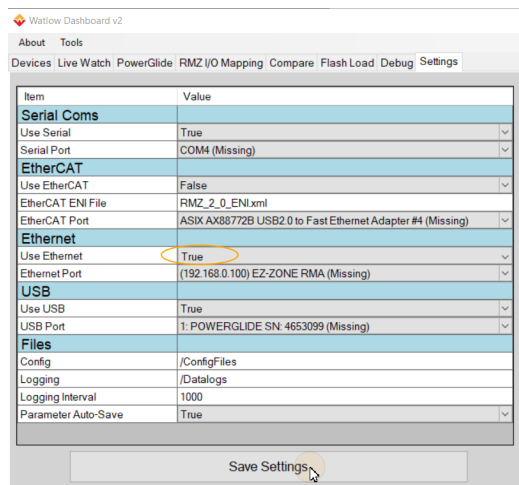 Watlow Dashboard v2
About Tools
Devices Live Watch PowerGlide RMZ I/O Mapping Compare Flash Load Debug Settings
Item Value
Serial Coms
Use Serial True
Serial Port COM4 (Missing)
EtherCAT
Use EtherCAT False
EtherCAT ENI File RMZ_2_0_ENI.xml
EtherCAT Port ASIX AX88772B USB2.0 to Fast Ethernet Adapter #4 (Missing)
Ethernet
Use Ethernet True
Ethernet Port (192.168.0.100) EZ-ZONE RMA (Missing)
USB
Use USB True
USB Port 1: POWERGLIDE SN: 4653099 (Missing)
Files
Config /ConfigFiles
Logging /Datalogs
Logging Interval 1000
Parameter Auto-Save True
Save Settings